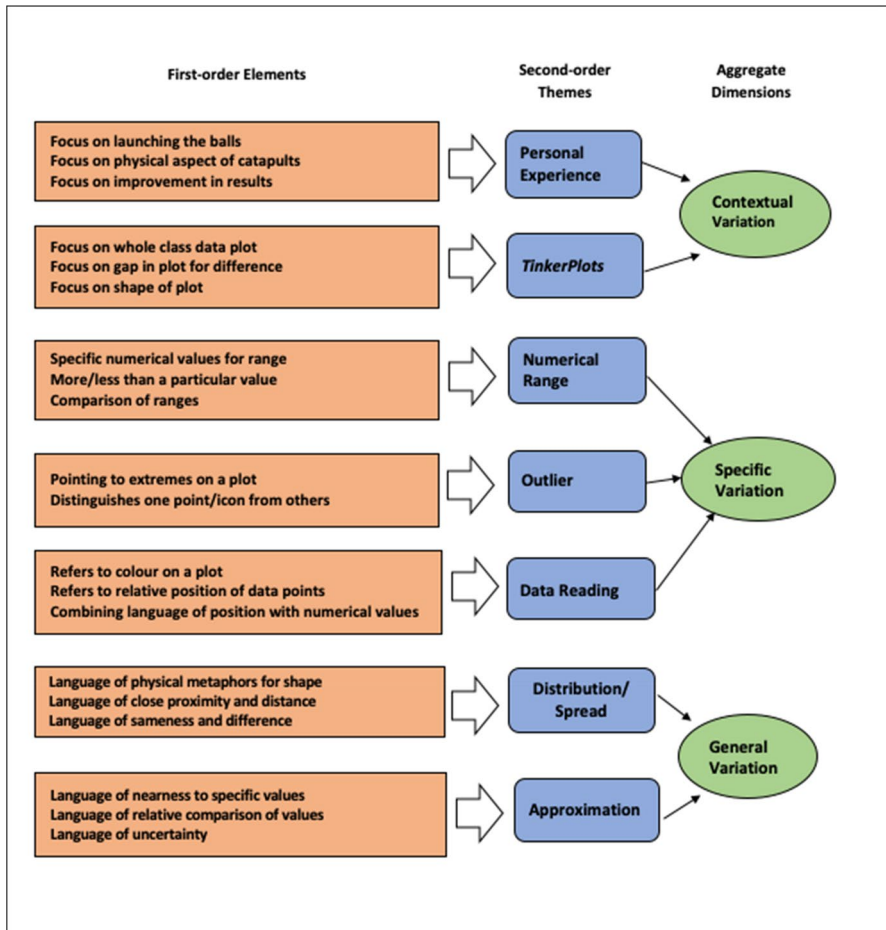 First-order Elements
Second-order
Themes
Aggregate
Dimensions
Focus on launching the balls
Focus on physical aspect of catapults
Focus on improvement in results
Personal
Experience
Contextual
Variation
Focus on whole class data plot
Focus on gap in plot for difference
Focus on shape of plot
TinkerPlots
Specific numerical values for range
More/less than a particular value
Comparison of ranges
Numerical
Range
Pointing to extremes on a plot
Distinguishes one point/icon from others
Outlier
Specific
Variation
Refers to colour on a plot
Refers to relative position of data points
Combining language of position with numerical values
Data Reading
Language of physical metaphors for shape
Language of close proximity and distance
Language of sameness and difference
Distribution/
Spread
General
Variation
Language of nearness to specific values
Language of relative comparison of values
Language of uncertainty
Approximation